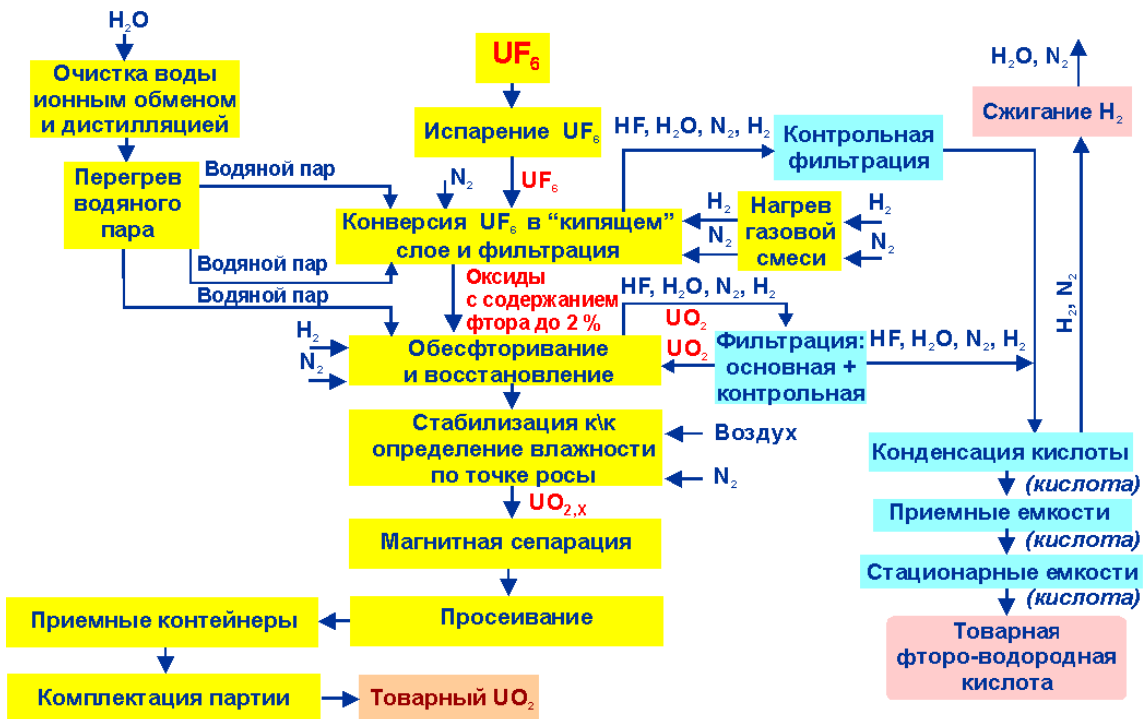 H₂O
Очистка воды
ионным обменом
и дистилляцией
Перегрев
водяного
пара
Водяной пар
Водяной пар
Водяной пар
UF₆
Испарение UF₆
UF₆
N₂
Конверсия UF₆ в “кипящем”
слое и фильтрация
HF, H₂O, N₂, H₂
Контрольная
фильтрация
H₂
N₂
Нагрев
газовой
смеси
H₂
N₂
Оксиды
с содержанием
фтора до 2 %
HF, H₂O, N₂, H₂
UO₂
UO₂
H₂
N₂
Обесфторивание
и восстановление
Фильтрация:
основная +
контрольная
HF, H₂O, N₂, H₂
Стабилизация к\к
определение влажности
по точке росы
Воздух
N₂
UO₂,ₓ
Магнитная сепарация
Просеивание
Приемные контейнеры
Комплектация партии
Товарный UO₂
H₂O, N₂
Сжигание H₂
H₂, N₂
Конденсация кислоты
(кислота)
Приемные емкости
(кислота)
Стационарные емкости
(кислота)
Товарная
фторо-водородная
кислота